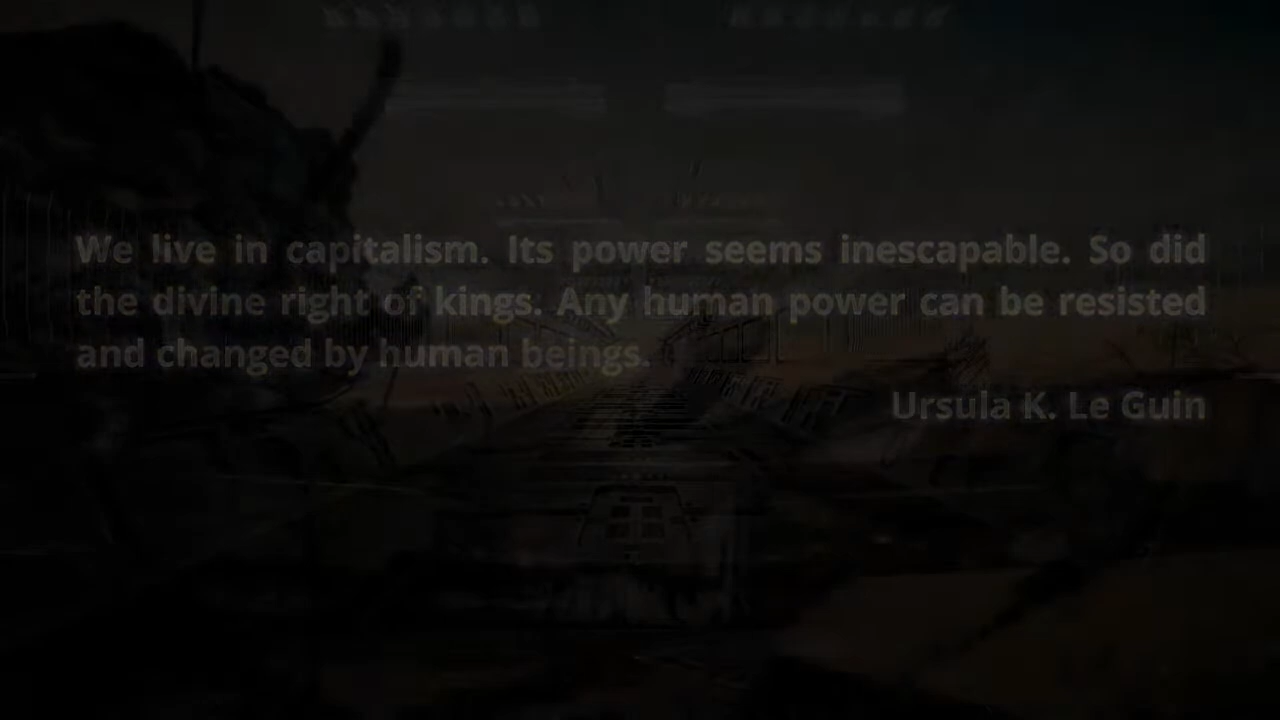 We live in capitalism. Its power seems inescapable. So did
the divine right of kings. Any human power can be resisted
and changed by human beings.
Ursula K. Le Guin